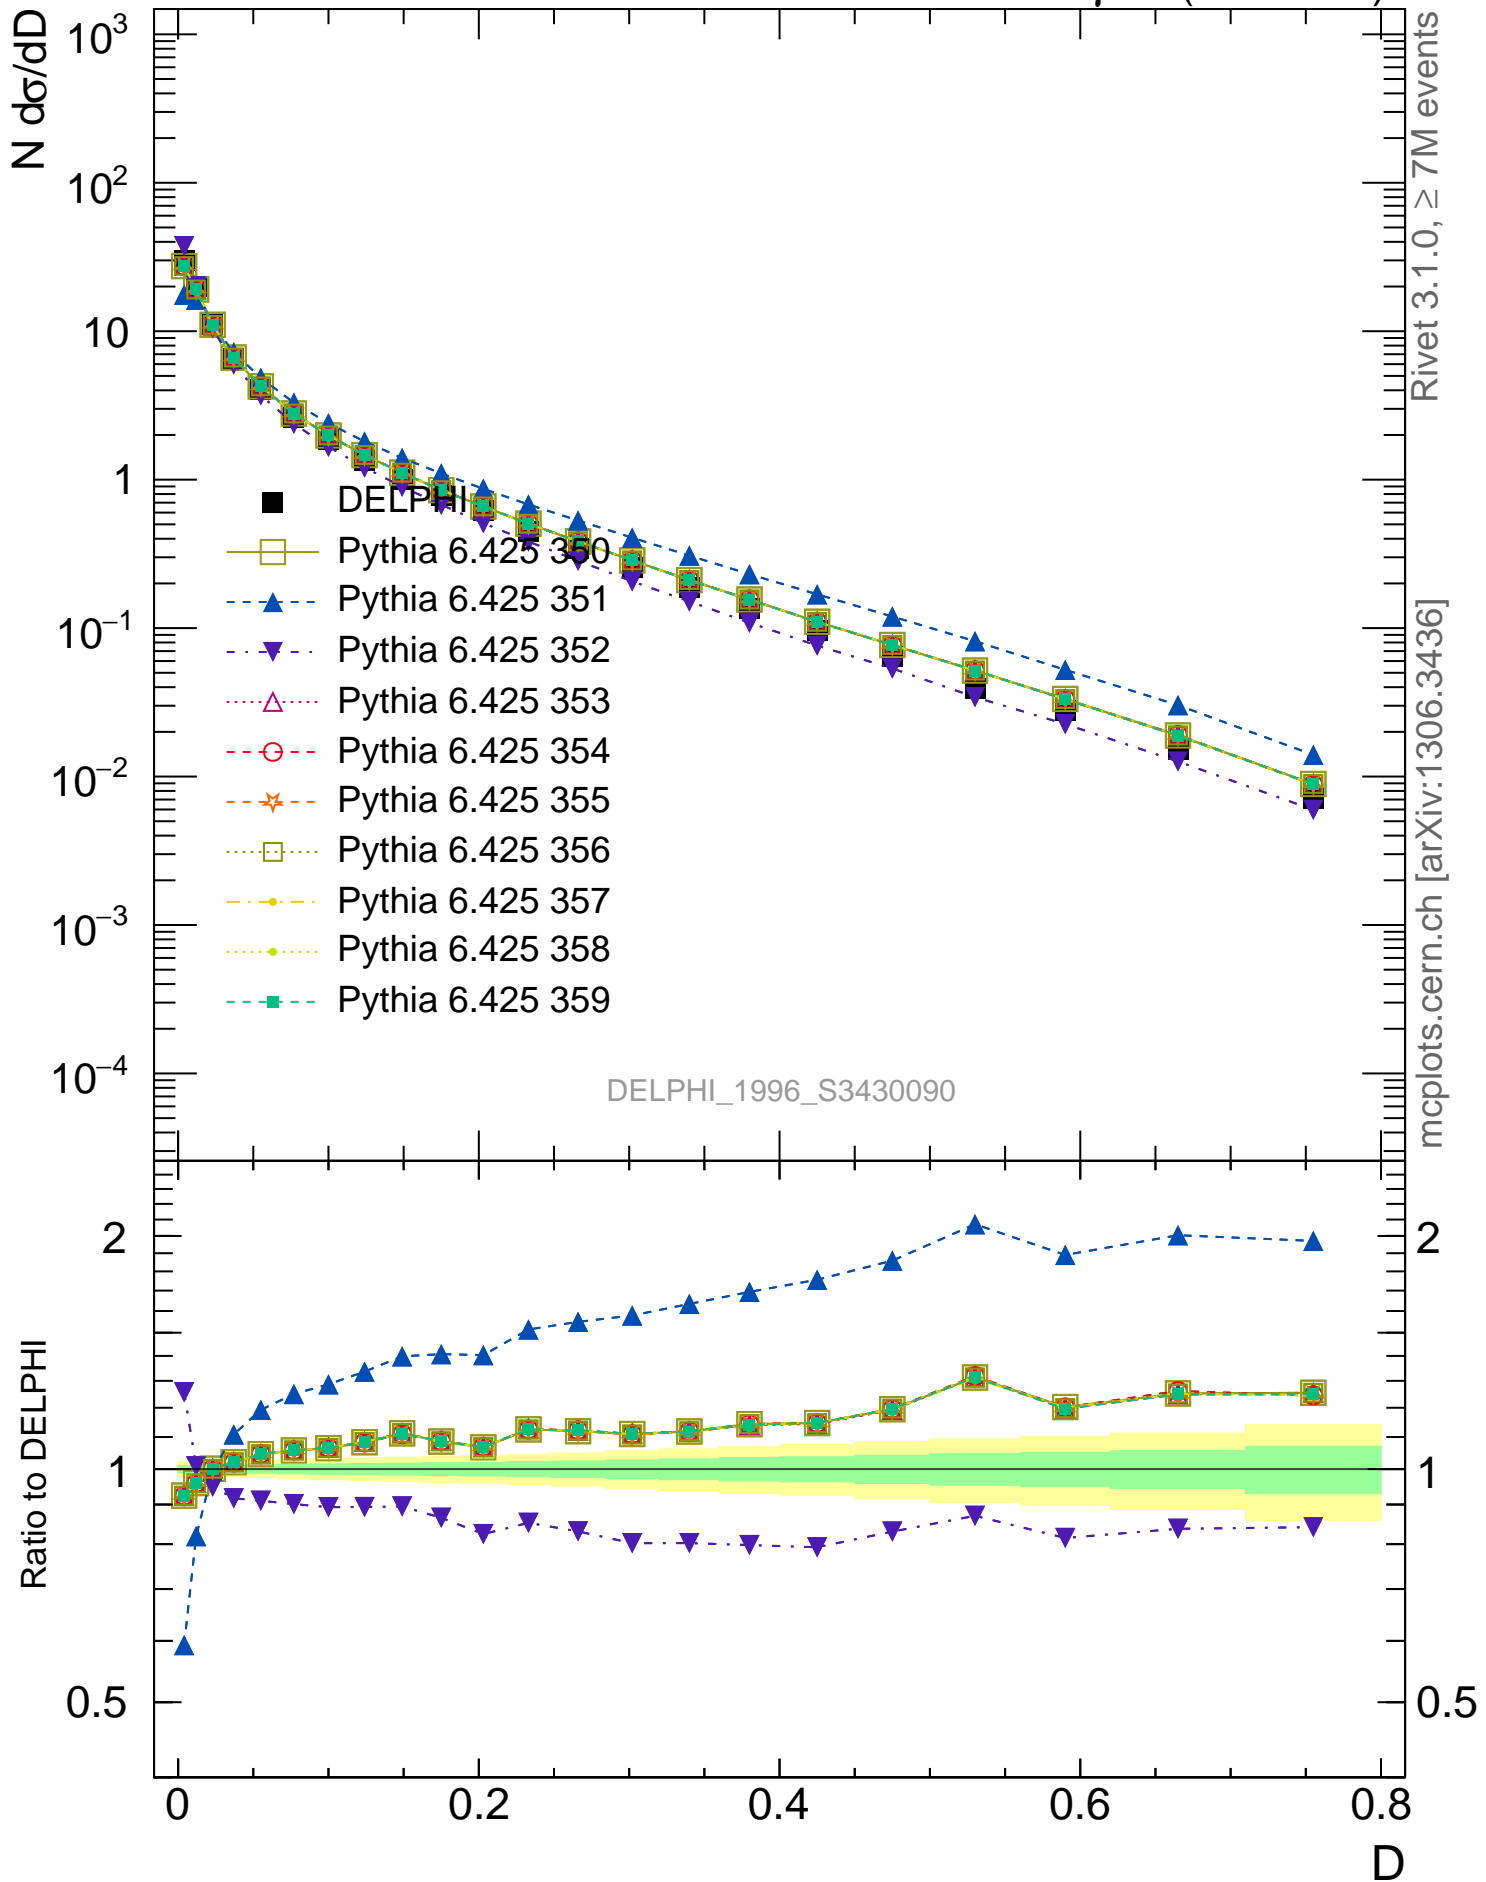 N dσ/dD
10³
10²
10
1
10⁻¹
10⁻²
10⁻³
10⁻⁴
DELPHI
Pythia 6.425 350
Pythia 6.425 351
Pythia 6.425 352
Pythia 6.425 353
Pythia 6.425 354
Pythia 6.425 355
Pythia 6.425 356
Pythia 6.425 357
Pythia 6.425 358
Pythia 6.425 359
DELPHI_1996_S3430090
Rivet 3.1.0, ≥ 7M events
mcplots.cern.ch [arXiv:1306.3436]
Ratio to DELPHI
2
1
0.5
2
1
0.5
0
0.2
0.4
0.6
0.8
D